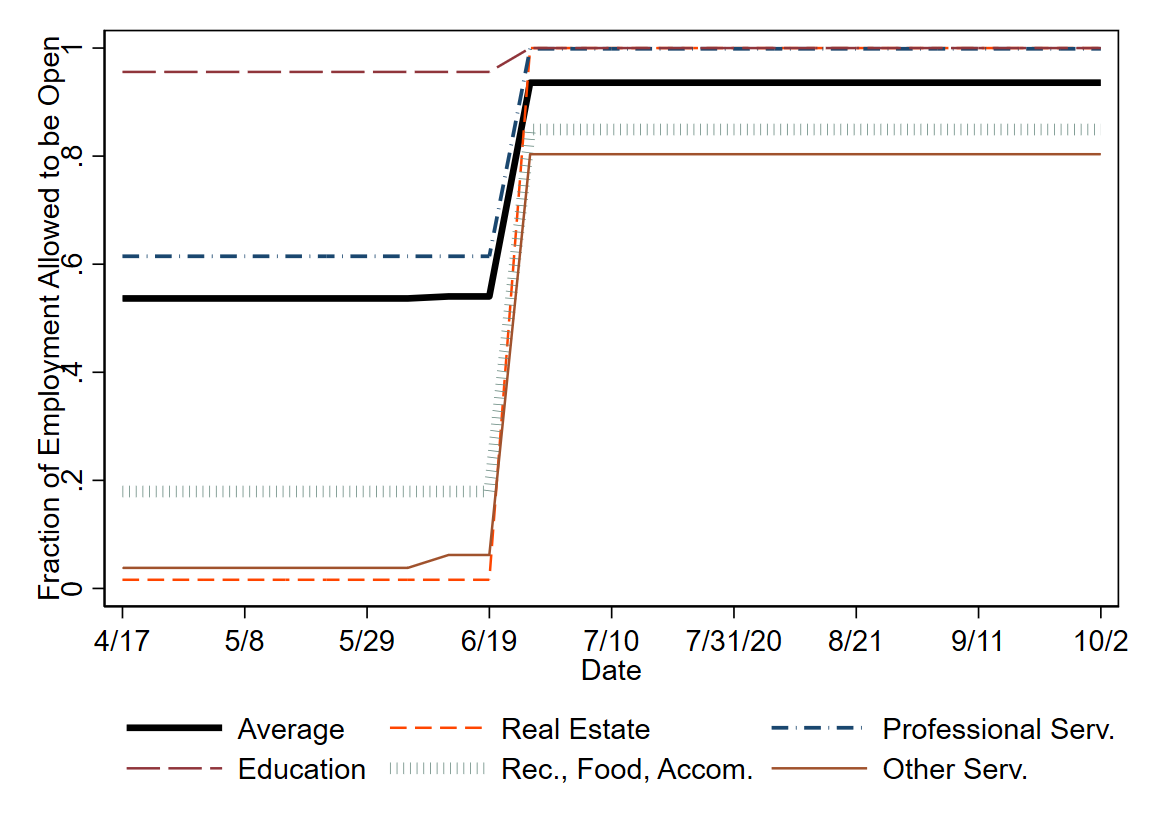 Fraction of Employment Allowed to be Open
1
.8
.6
.4
.2
0
4/17 5/8 5/29 6/19 7/10 7/31/20 8/21 9/11 10/2
Date
Average Real Estate Professional Serv.
Education Rec., Food, Accom. Other Serv.